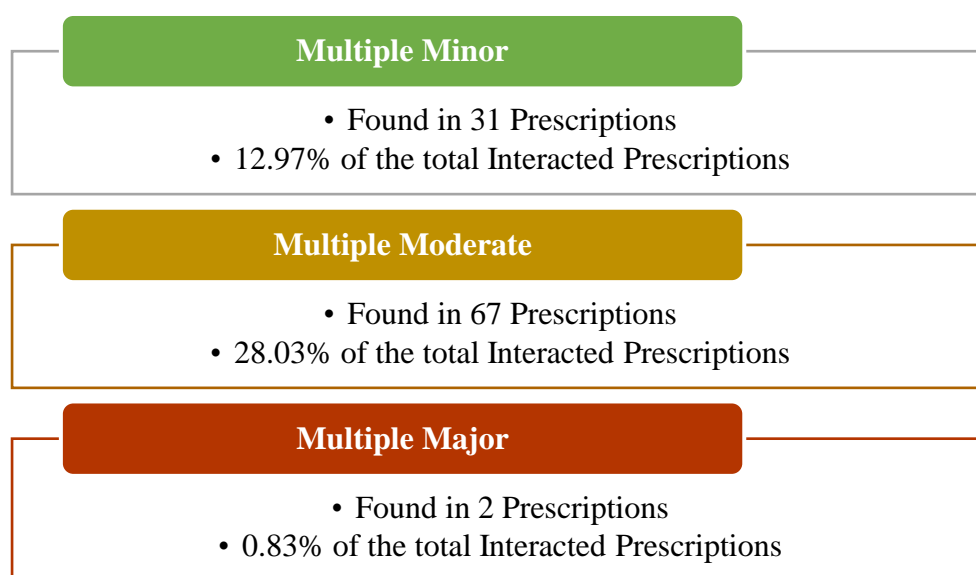 Multiple Minor
• Found in 31 Prescriptions
• 12.97% of the total Interacted Prescriptions
Multiple Moderate
• Found in 67 Prescriptions
• 28.03% of the total Interacted Prescriptions
Multiple Major
• Found in 2 Prescriptions
• 0.83% of the total Interacted Prescriptions